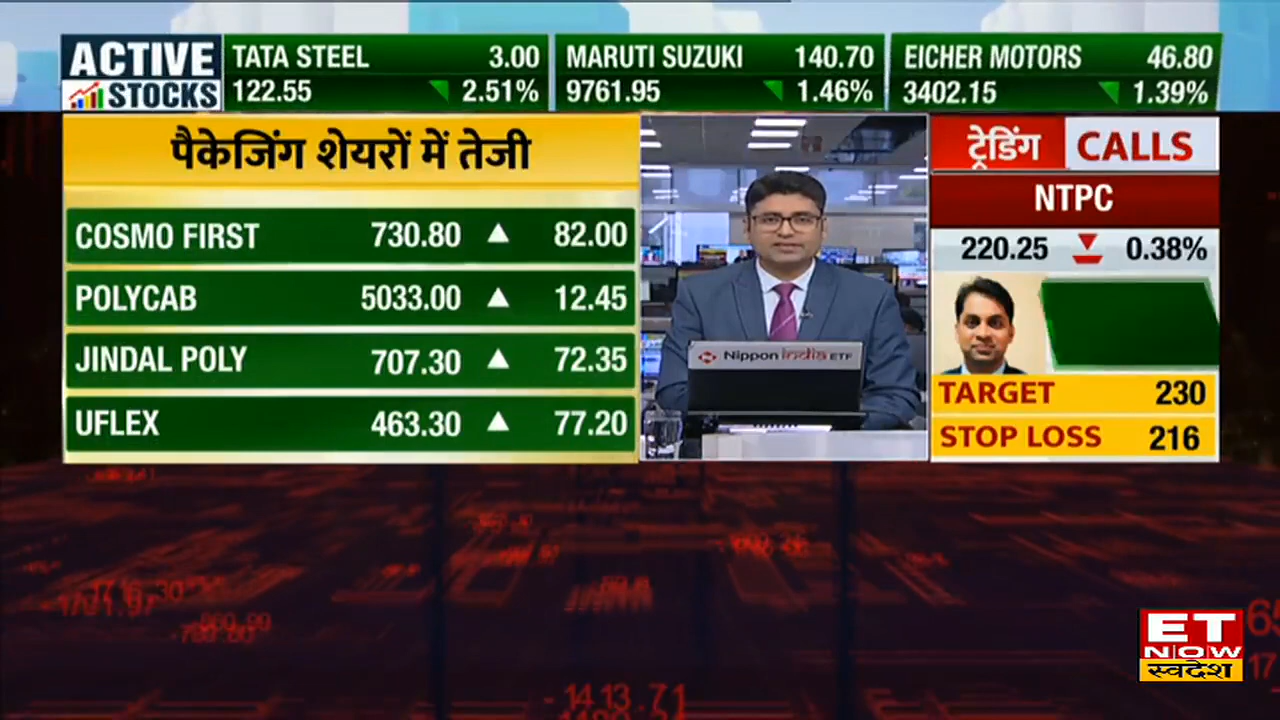 ACTIVE
STOCKS
TATA STEEL 3.00
122.55 2.51%
MARUTI SUZUKI 140.70
9761.95 1.46%
EICHER MOTORS 46.80
3402.15 1.39%
पैकेजिंग शेयरों में तेजी
COSMO FIRST 730.80 82.00
POLYCAB 5033.00 12.45
JINDAL POLY 707.30 72.35
UFLEX 463.30 77.20
Nippon india ETF
ट्रेडिंग CALLS
NTPC
220.25 0.38%
TARGET 230
STOP LOSS 216
-1413.71
ET
NOW
स्वदेश